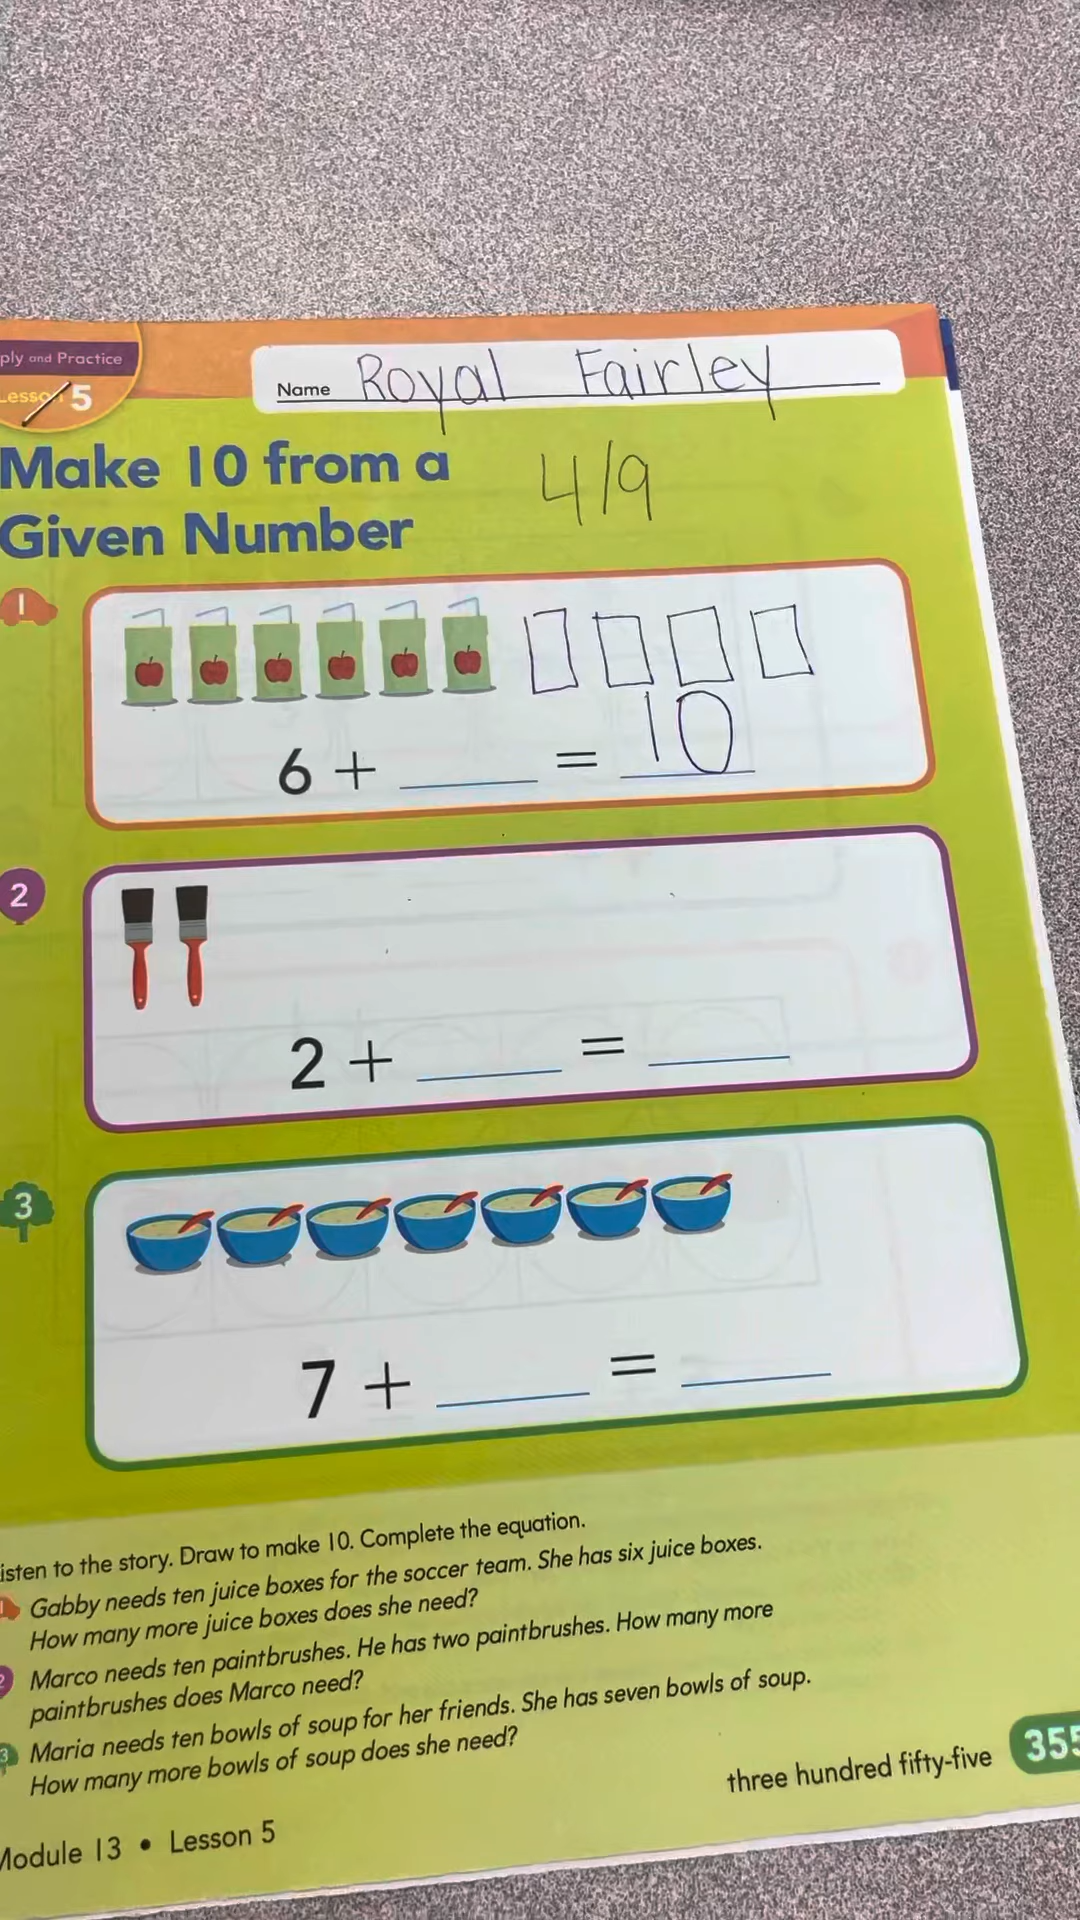 ply and Practice
Lesson 5
Name Royal Fairley
Make 10 from a
Given Number
4/9
1
6 + ____ = 10
2
2 + ____ = ____
3
7 + ____ = ____
isten to the story. Draw to make 10. Complete the equation.
1 Gabby needs ten juice boxes for the soccer team. She has six juice boxes.
How many more juice boxes does she need?
2 Marco needs ten paintbrushes. He has two paintbrushes. How many more
paintbrushes does Marco need?
3 Maria needs ten bowls of soup for her friends. She has seven bowls of soup.
How many more bowls of soup does she need?
three hundred fifty-five 355
Module 13 • Lesson 5